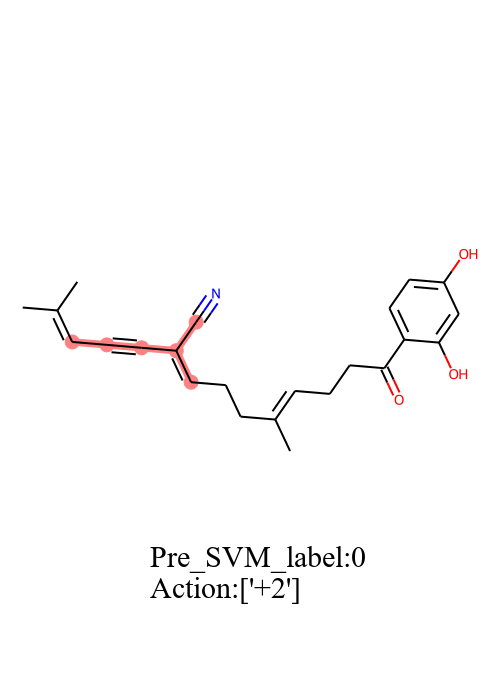 OH
N
OH
O
Pre_SVM_label:0
Action:['+2']